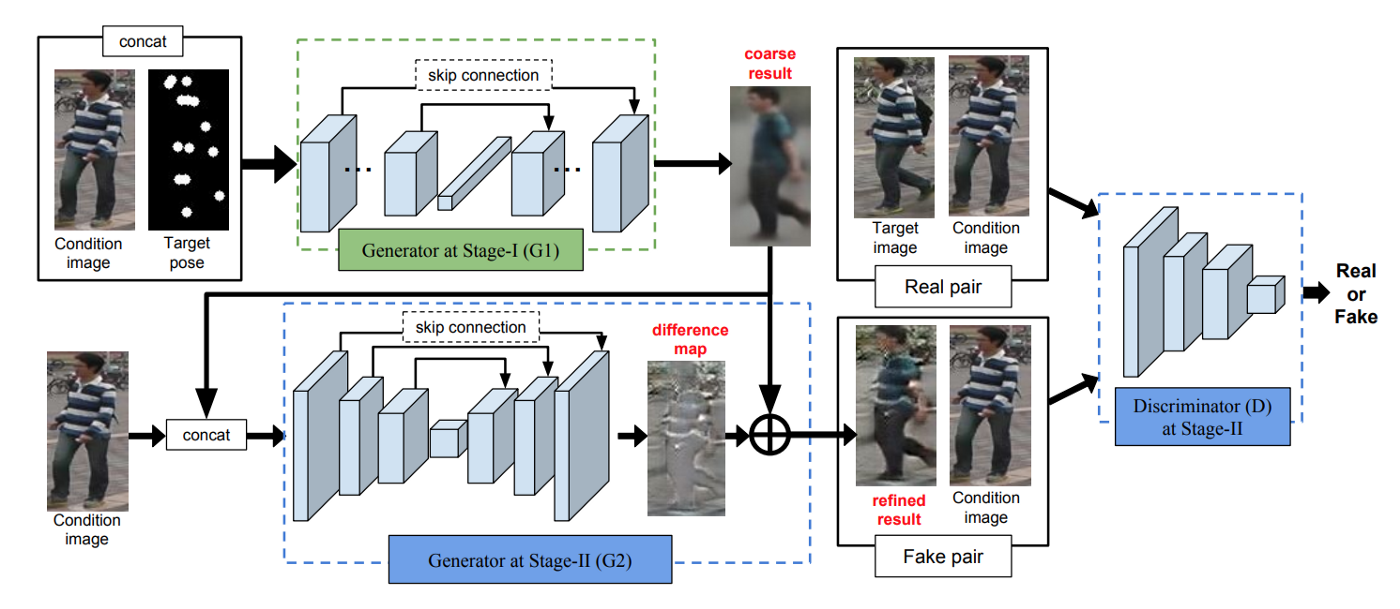 concat
Condition
image
Target
pose
skip connection
Generator at Stage-I (G1)
coarse
result
Target
image
Condition
image
Real pair
Real
or
Fake
Discriminator (D)
at Stage-II
Condition
image
concat
skip connection
difference
map
Generator at Stage-II (G2)
refined
result
Condition
image
Fake pair